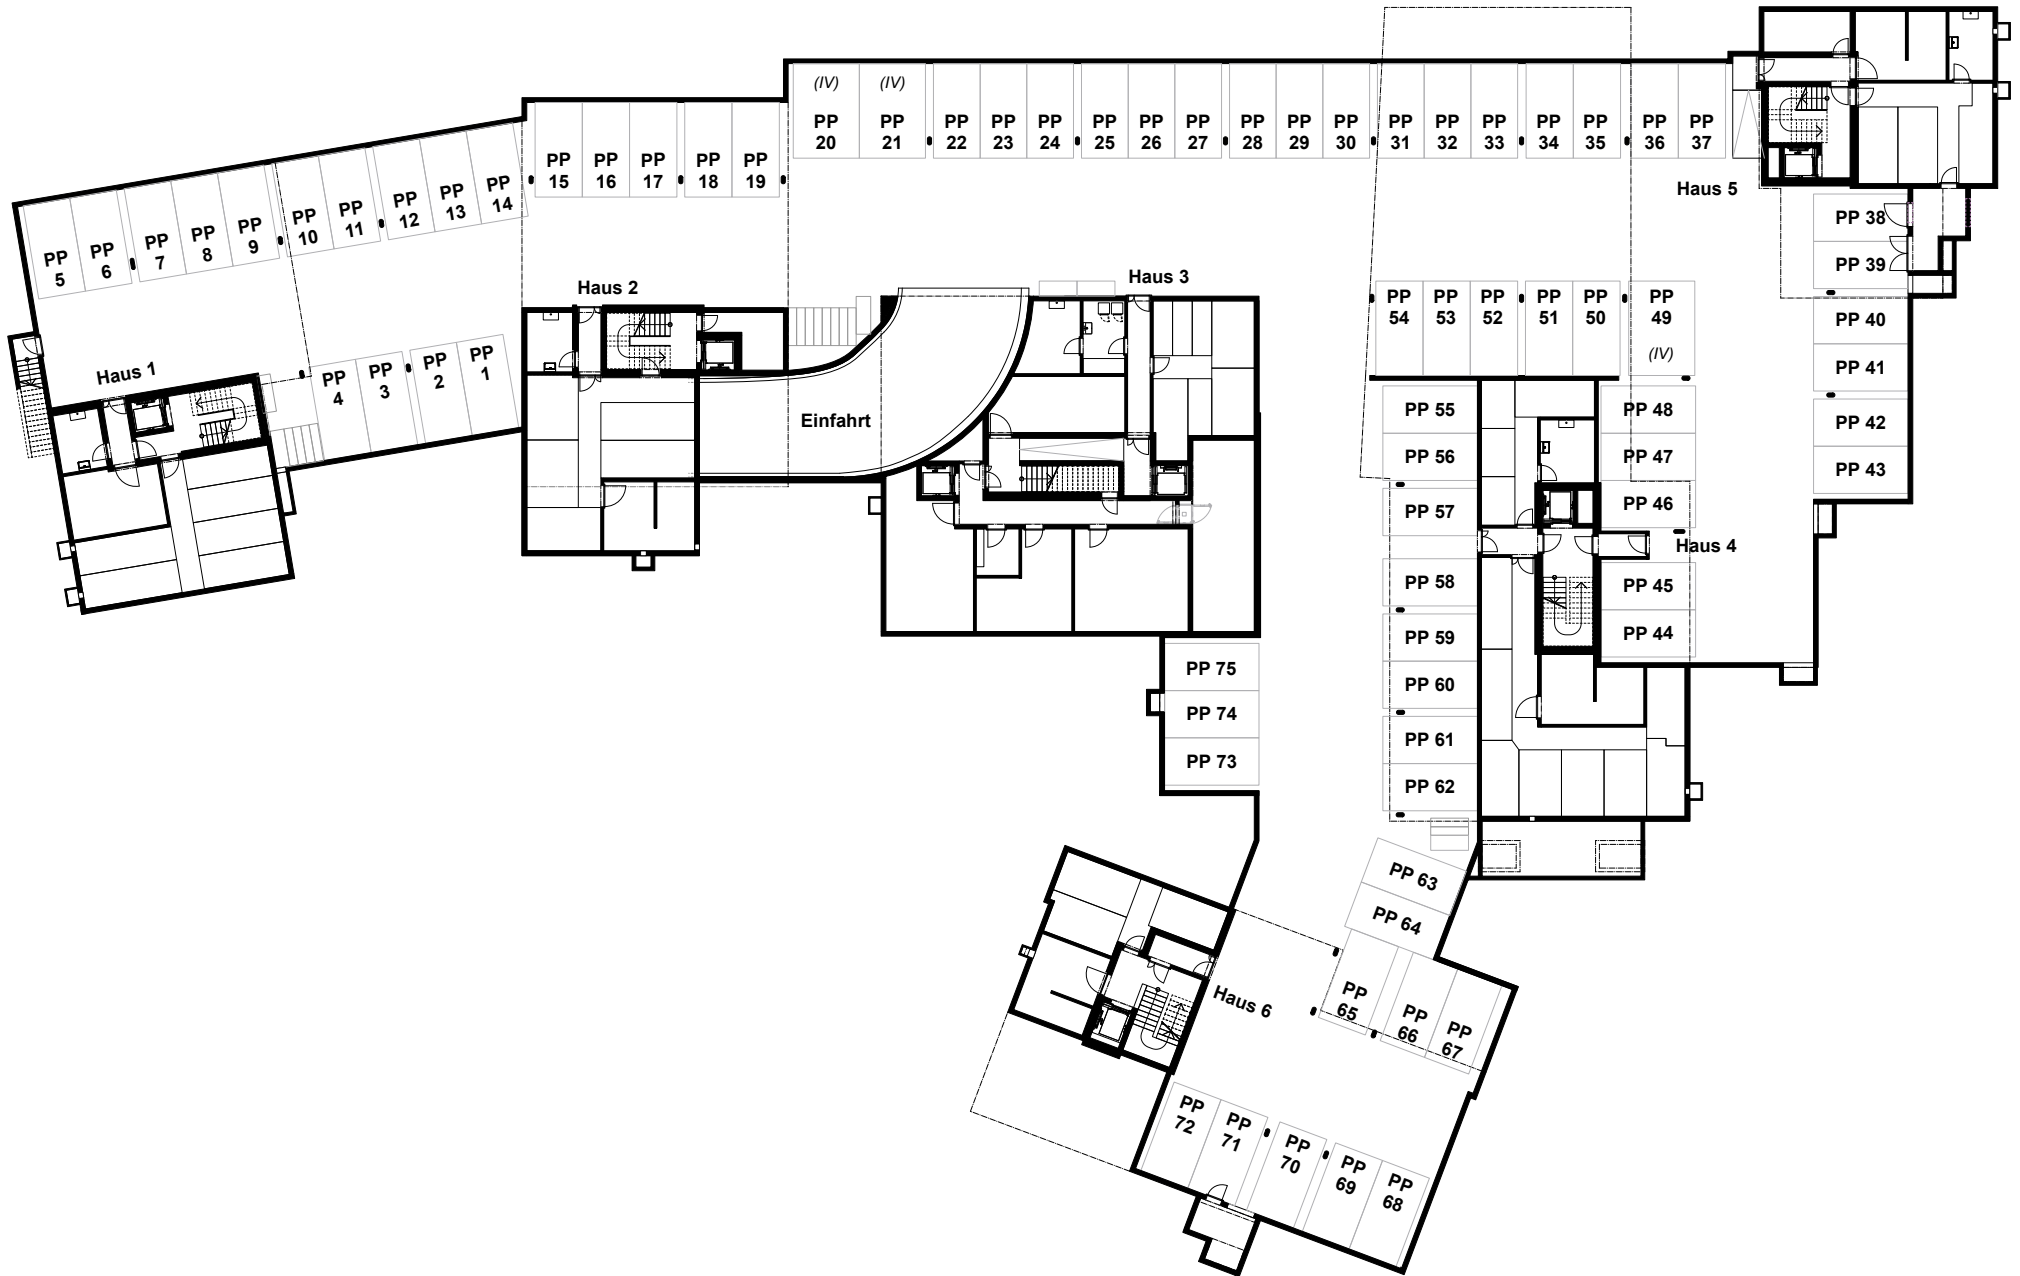 (IV)
PP
20
(IV)
PP
21
PP
22
PP
23
PP
24
PP
25
PP
26
PP
27
PP
28
PP
29
PP
30
PP
31
PP
32
PP
33
PP
34
PP
35
PP
36
PP
37
PP
15
PP
16
PP
17
PP
18
PP
19
PP
5
PP
6
PP
7
PP
8
PP
9
PP
10
PP
11
PP
12
PP
13
PP
14
Haus 5
PP 38
PP 39
PP 40
PP 41
PP 42
PP 43
Haus 1
PP
4
PP
3
PP
2
PP
1
Haus 2
Einfahrt
Haus 3
PP
54
PP
53
PP
52
PP
51
PP
50
PP
49
(IV)
PP 55
PP 56
PP 57
PP 58
PP 59
PP 60
PP 61
PP 62
PP 48
PP 47
PP 46
Haus 4
PP 45
PP 44
PP 75
PP 74
PP 73
PP 63
PP 64
PP
65
PP
66
PP
67
Haus 6
PP
72
PP
71
PP
70
PP
69
PP
68